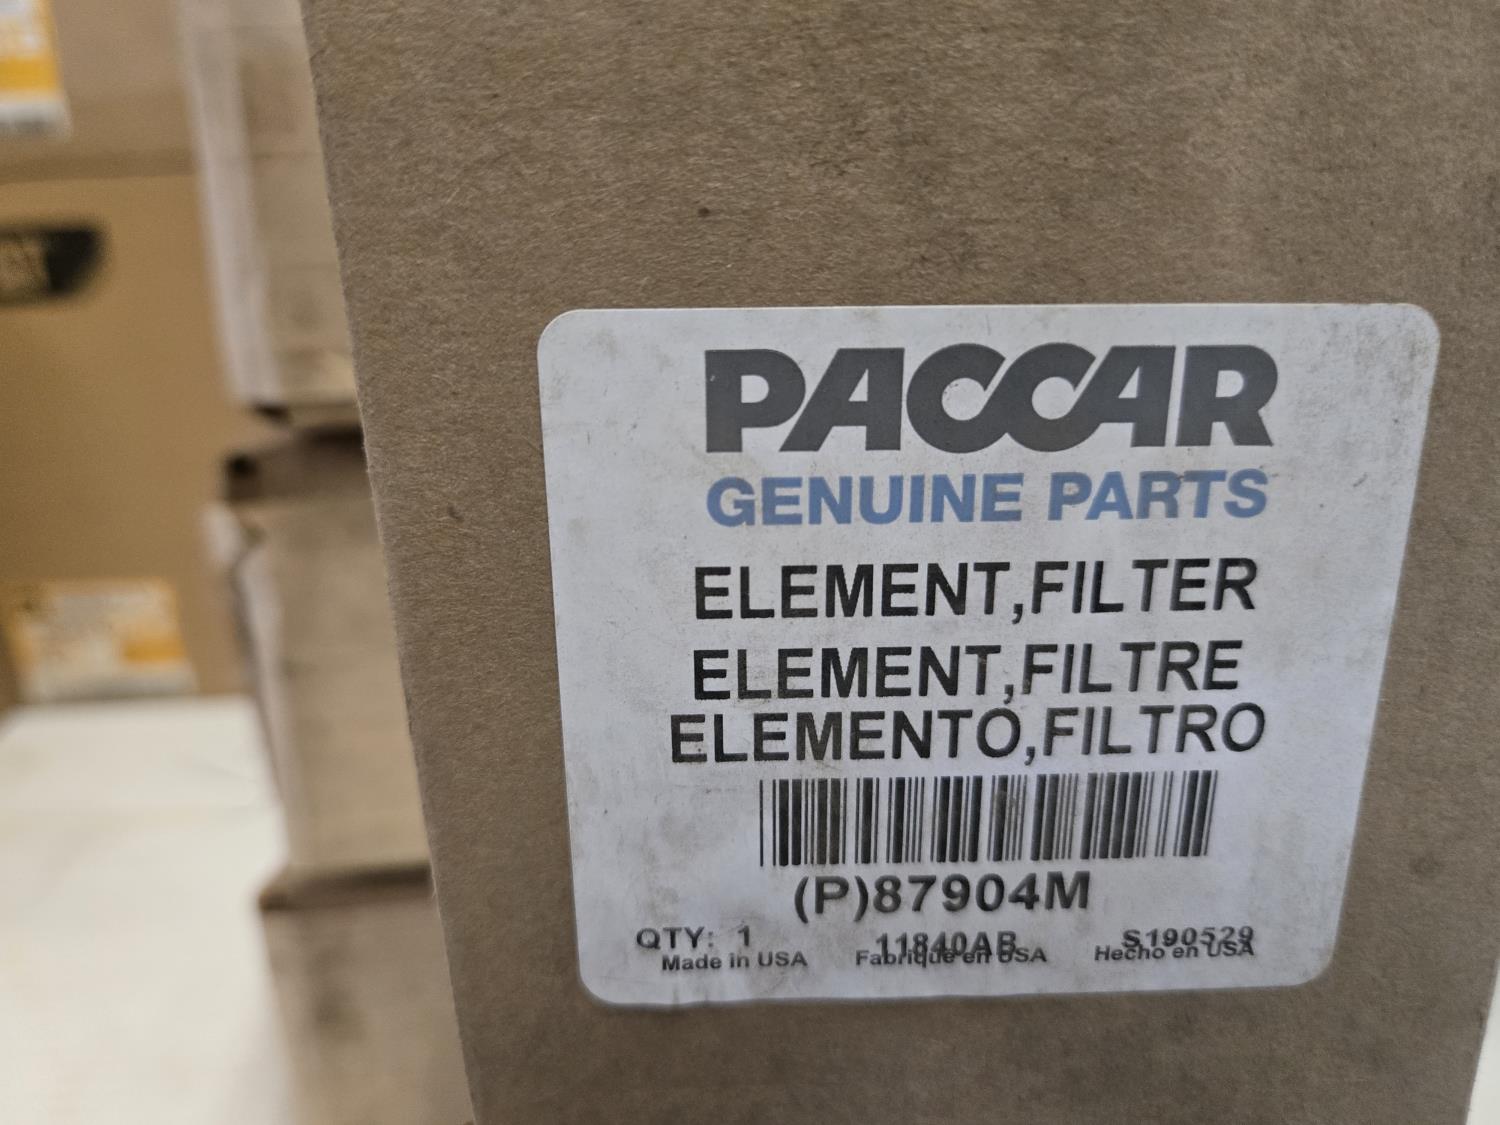 PACCAR
GENUINE PARTS
ELEMENT,FILTER
ELEMENT,FILTRE
ELEMENTO,FILTRO
(P)87904M
QTY: 1 11840AB S190529
Made in USA Fabriqué en USA Hecho en USA